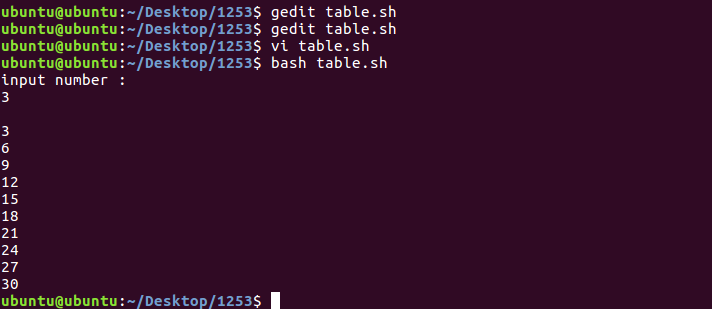 ubuntu@ubuntu:~/Desktop/1253$ gedit table.sh
ubuntu@ubuntu:~/Desktop/1253$ gedit table.sh
ubuntu@ubuntu:~/Desktop/1253$ vi table.sh
ubuntu@ubuntu:~/Desktop/1253$ bash table.sh
input number :
3

3
6
9
12
15
18
21
24
27
30
ubuntu@ubuntu:~/Desktop/1253$